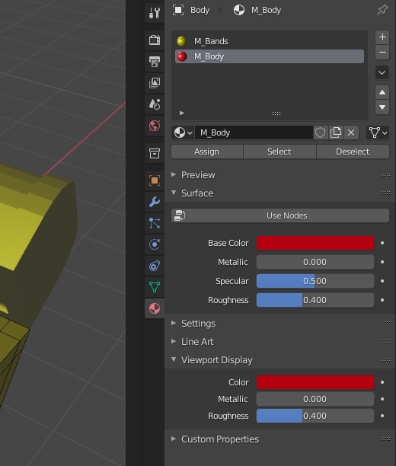 Body > M_Body
M_Bands
M_Body
M_Body
Assign Select Deselect
Preview
Surface
Use Nodes
Base Color
Metallic 0.000
Specular 0.500
Roughness 0.400
Settings
Line Art
Viewport Display
Color
Metallic 0.000
Roughness 0.400
Custom Properties